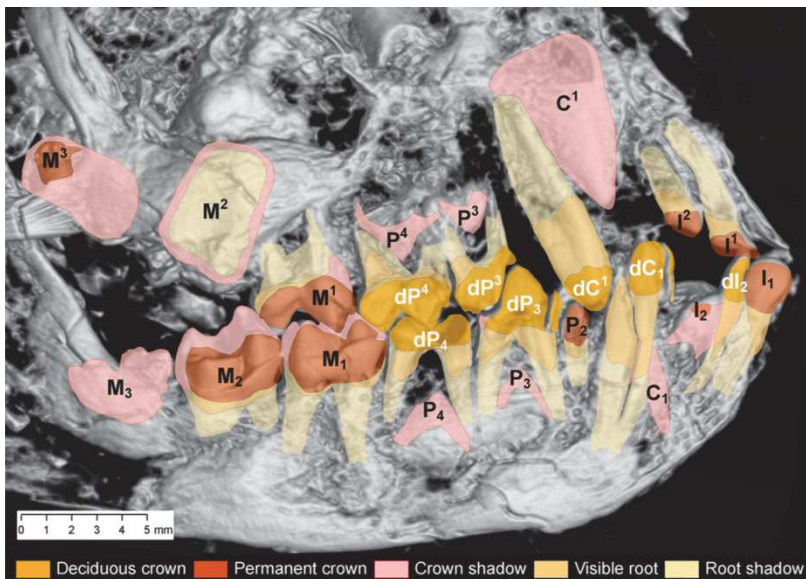 C¹
M³
M²
P⁴
P³
I²
I¹
M¹
dP⁴
dP³
dP₃
dC¹
dC₁
dI₂
I₁
I₂
P₂
dP₄
M₁
M₂
M₃
P₄
P₃
C₁
0 1 2 3 4 5 mm
Deciduous crown Permanent crown Crown shadow Visible root Root shadow